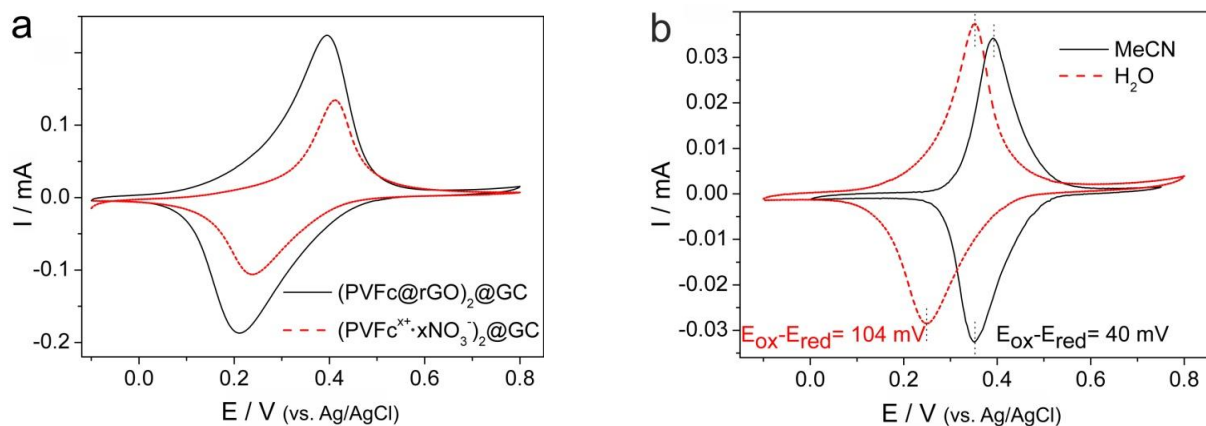 a
I / mA
0.1
0.0
-0.1
-0.2
0.0 0.2 0.4 0.6 0.8
E / V (vs. Ag/AgCl)
(PVFc@rGO)₂@GC
(PVFcˣ⁺·xNO₃⁻)₂@GC
b
I / mA
0.03
0.02
0.01
0.00
-0.01
-0.02
-0.03
0.0 0.2 0.4 0.6 0.8
E / V (vs. Ag/AgCl)
MeCN
H₂O
Eox-Ered= 104 mV
Eox-Ered= 40 mV